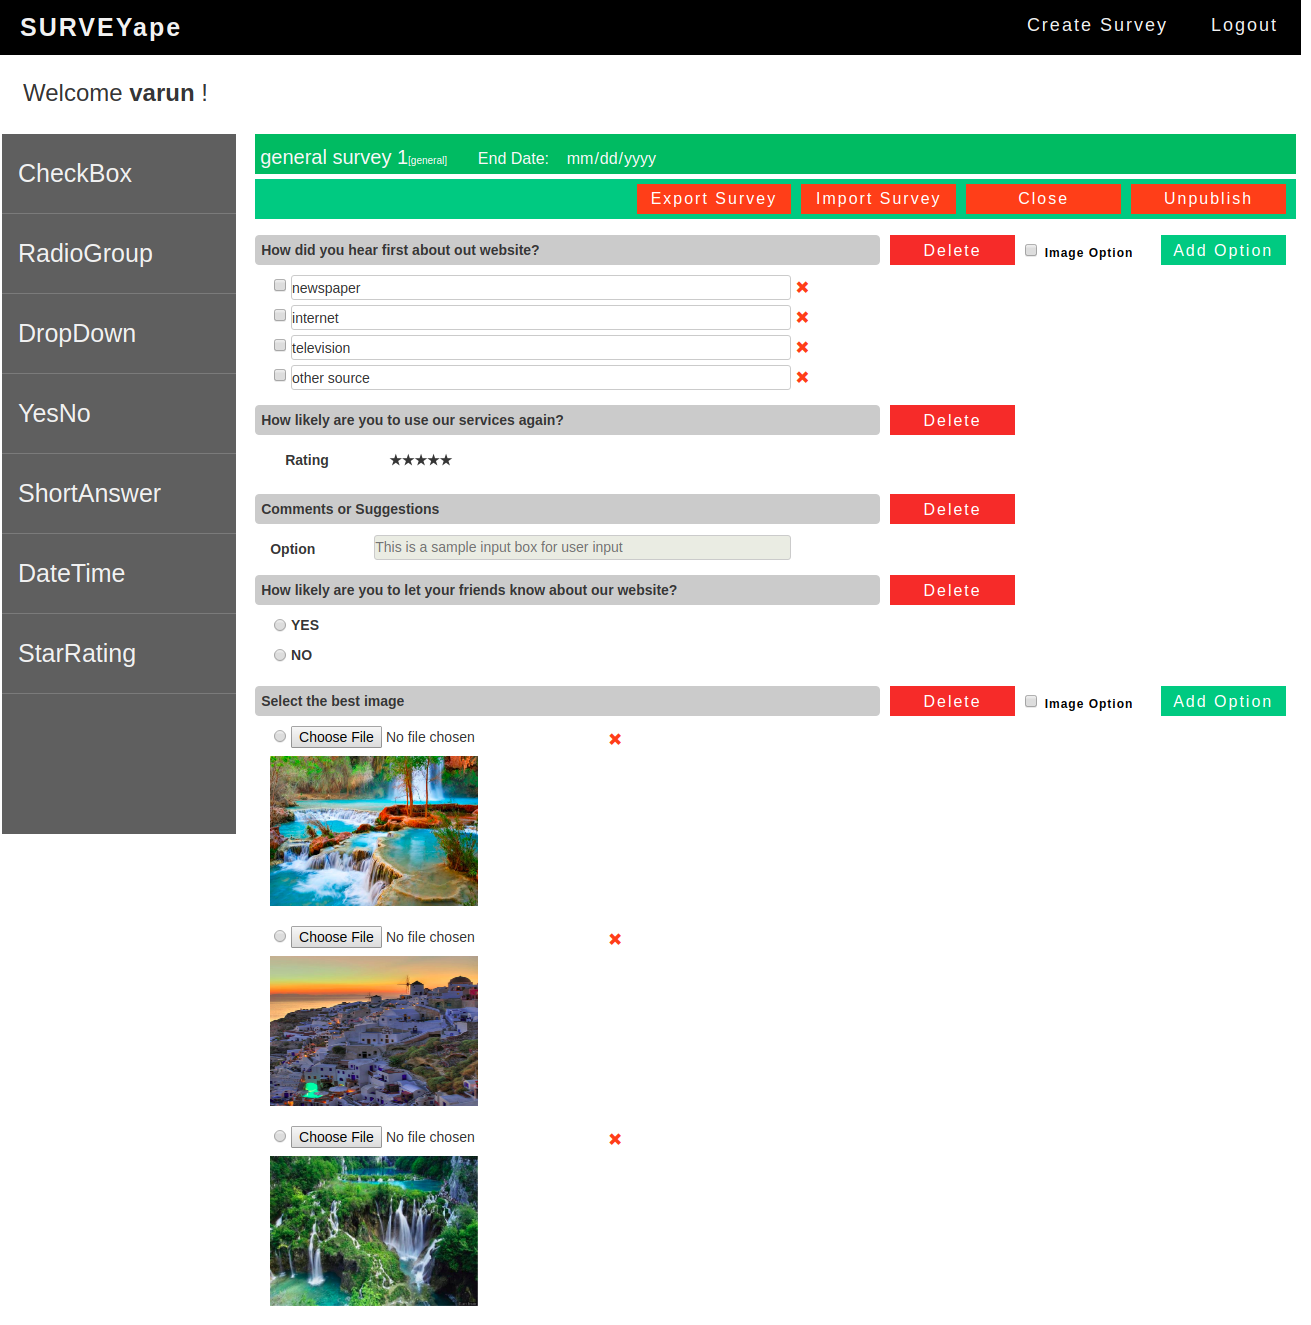 SURVEYape Create Survey Logout
Welcome varun !
CheckBox
RadioGroup
DropDown
YesNo
ShortAnswer
DateTime
StarRating
general survey 1[general] End Date: mm/dd/yyyy
Export Survey Import Survey Close Unpublish
How did you hear first about out website? Delete Image Option Add Option
newspaper
internet
television
other source
How likely are you to use our services again? Delete
Rating ★★★★★
Comments or Suggestions Delete
Option This is a sample input box for user input
How likely are you to let your friends know about our website? Delete
YES
NO
Select the best image Delete Image Option Add Option
Choose File No file chosen
Choose File No file chosen
Choose File No file chosen